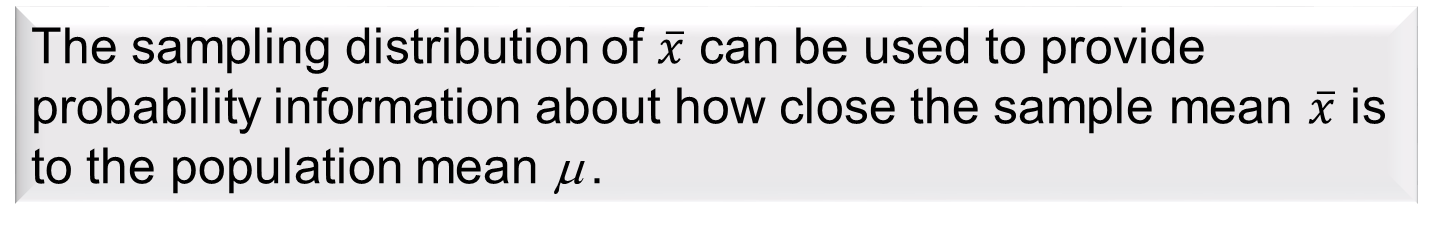 The sampling distribution of x̄ can be used to provide
probability information about how close the sample mean x̄ is
to the population mean μ.